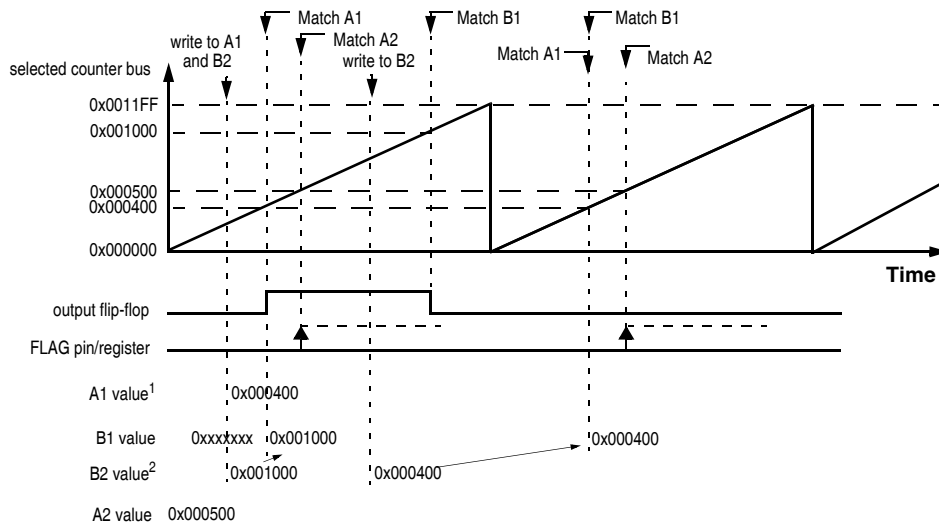 Match A1
Match B1
Match B1
write to A1
and B2
Match A2
write to B2
Match A1
Match A2
selected counter bus
0x0011FF
0x001000
0x000500
0x000400
0x000000
Time
output flip-flop
FLAG pin/register
A1 value1 0x000400
B1 value 0xxxxxxx 0x001000 0x000400
B2 value2 0x001000 0x000400
A2 value 0x000500